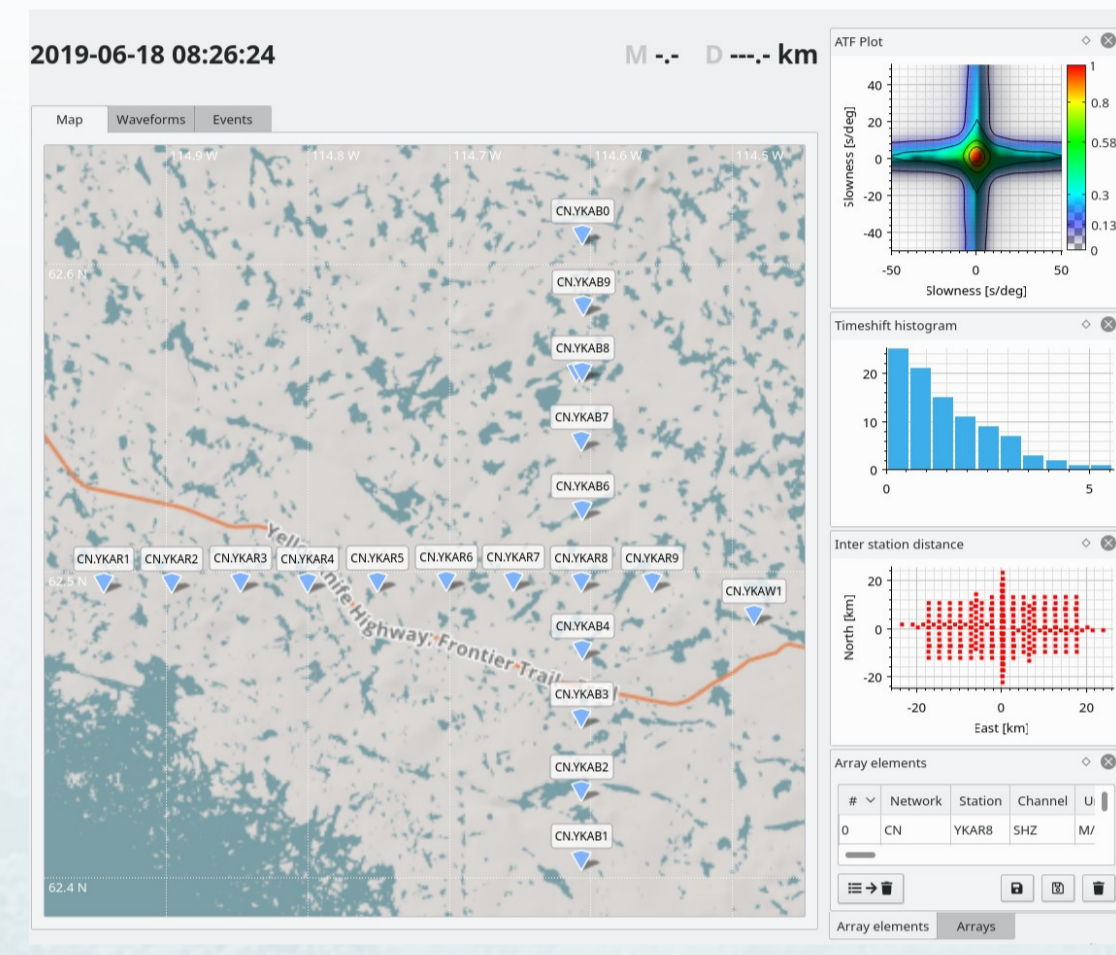 2019-06-18 08:26:24
M -.- D ---.- km
Map Waveforms Events
114.9 W 114.8 W 114.7 W 114.6 W 114.5 W
CN.YKAB0
62.6 N
CN.YKAB9
CN.YKAB8
CN.YKAB7
CN.YKAB6
CN.YKAR1 CN.YKAR2 CN.YKAR3 CN.YKAR4 CN.YKAR5 CN.YKAR6 CN.YKAR7 CN.YKAR8 CN.YKAR9
62.5 N
CN.YKAW1
CN.YKAB4
Highway; Frontier Trail
CN.YKAB3
CN.YKAB2
CN.YKAB1
62.4 N
ATF Plot
Slowness [s/deg]
40
20
0
-20
-40
-50 0 50
Slowness [s/deg]
1
0.8
0.58
0.3
0.13
0
Timeshift histogram
20
10
0
0 5
Inter station distance
North [km]
20
0
-20
-20 0 20
East [km]
Array elements
# Network Station Channel
0 CN YKAR8 SHZ M/
Array elements Arrays